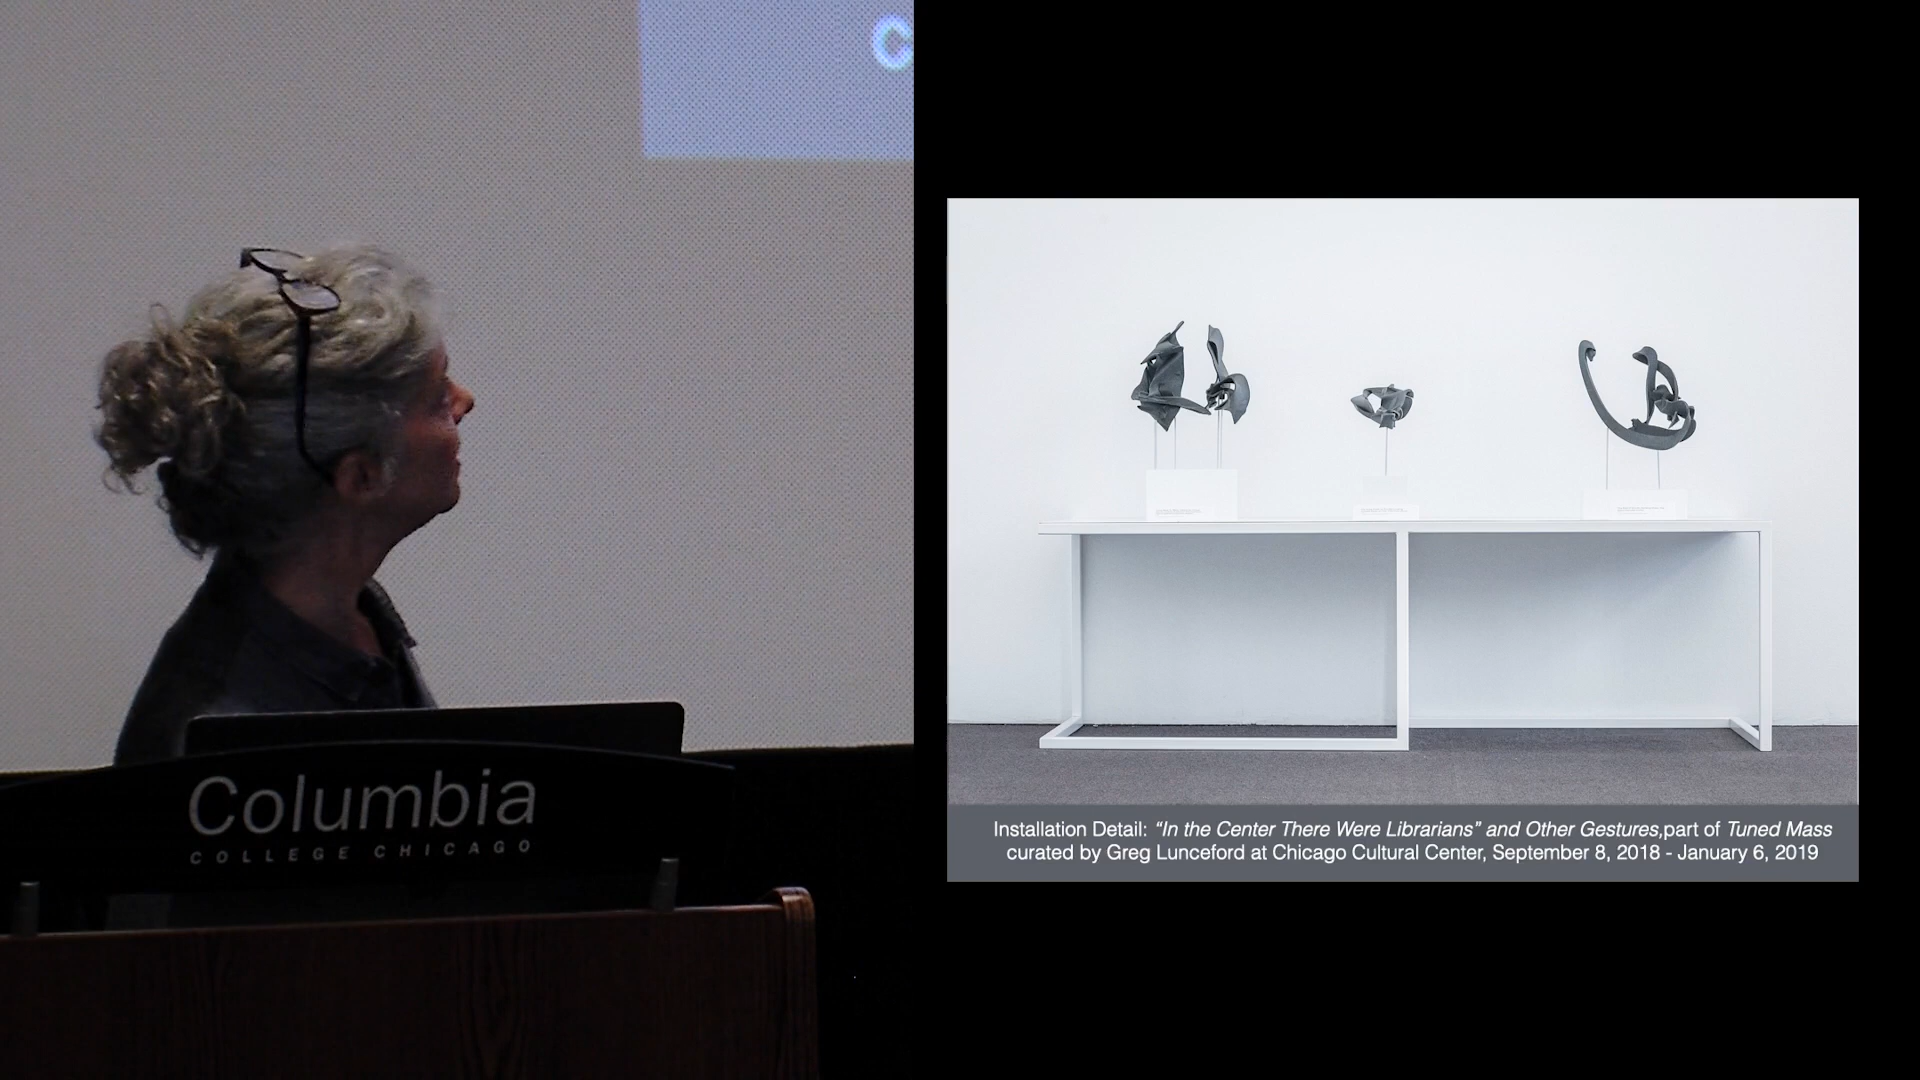 C
Columbia
COLLEGE CHICAGO
Installation Detail: “In the Center There Were Librarians” and Other Gestures,part of Tuned Mass
curated by Greg Lunceford at Chicago Cultural Center, September 8, 2018 - January 6, 2019